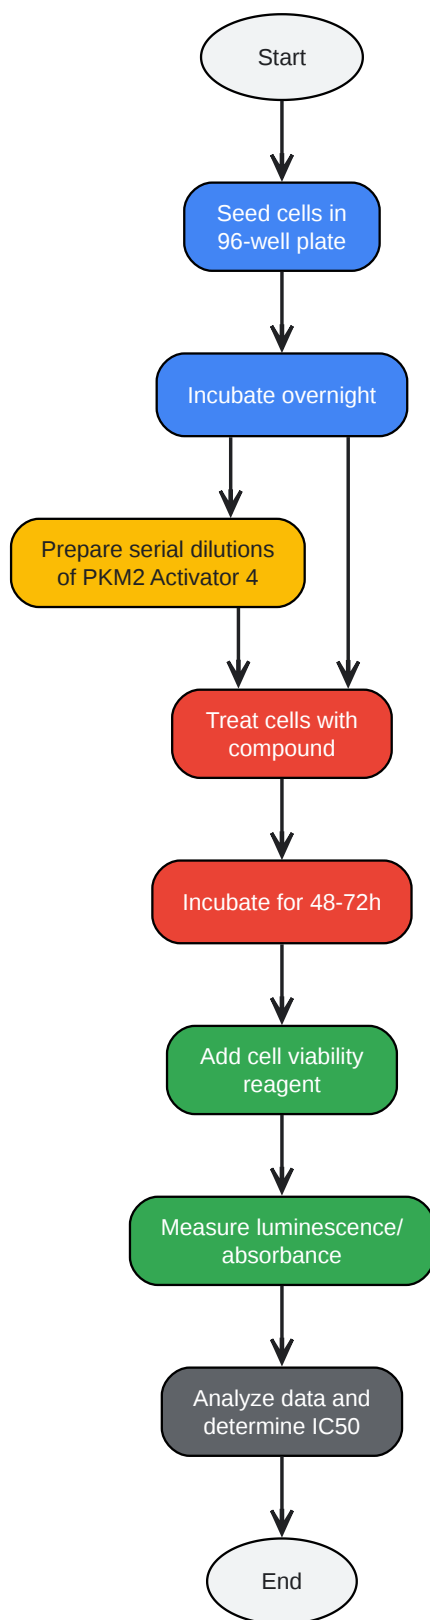 Start
Seed cells in
96-well plate
Incubate overnight
Prepare serial dilutions
of PKM2 Activator 4
Treat cells with
compound
Incubate for 48-72h
Add cell viability
reagent
Measure luminescence/
absorbance
Analyze data and
determine IC50
End